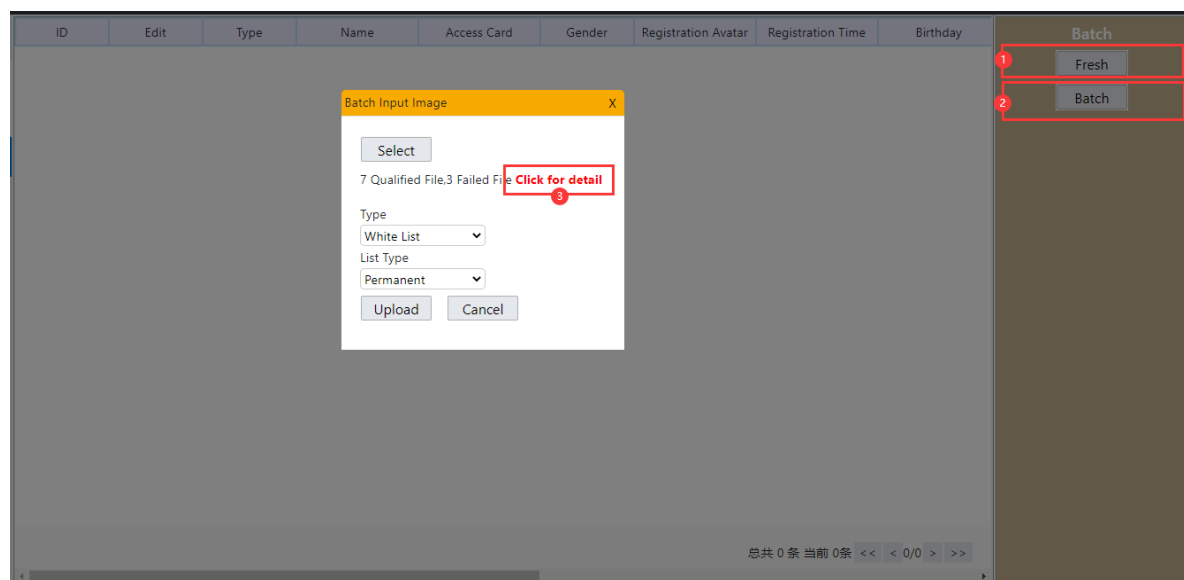 ID Edit Type Name Access Card Gender Registration Avatar Registration Time Birthday
Batch
1 Fresh
2 Batch
Batch Input Image X
Select
7 Qualified File,3 Failed File Click for detail
3
Type
White List
List Type
Permanent
Upload Cancel
总共 0 条 当前 0条 << < 0/0 > >>